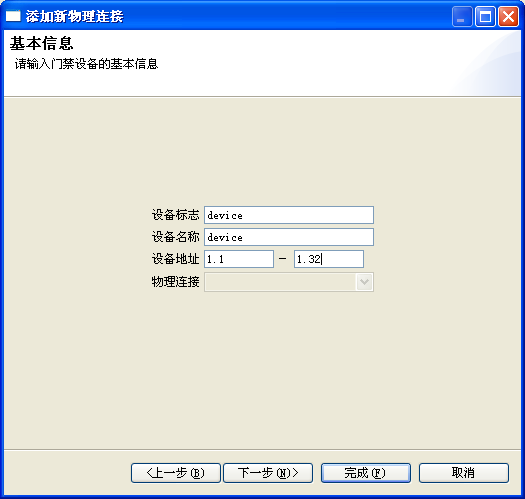 添加新物理连接
基本信息
请输入门禁设备的基本信息
设备标志 device
设备名称 device
设备地址 1.1 - 1.32
物理连接
<上一步(B) 下一步(N)> 完成(F) 取消